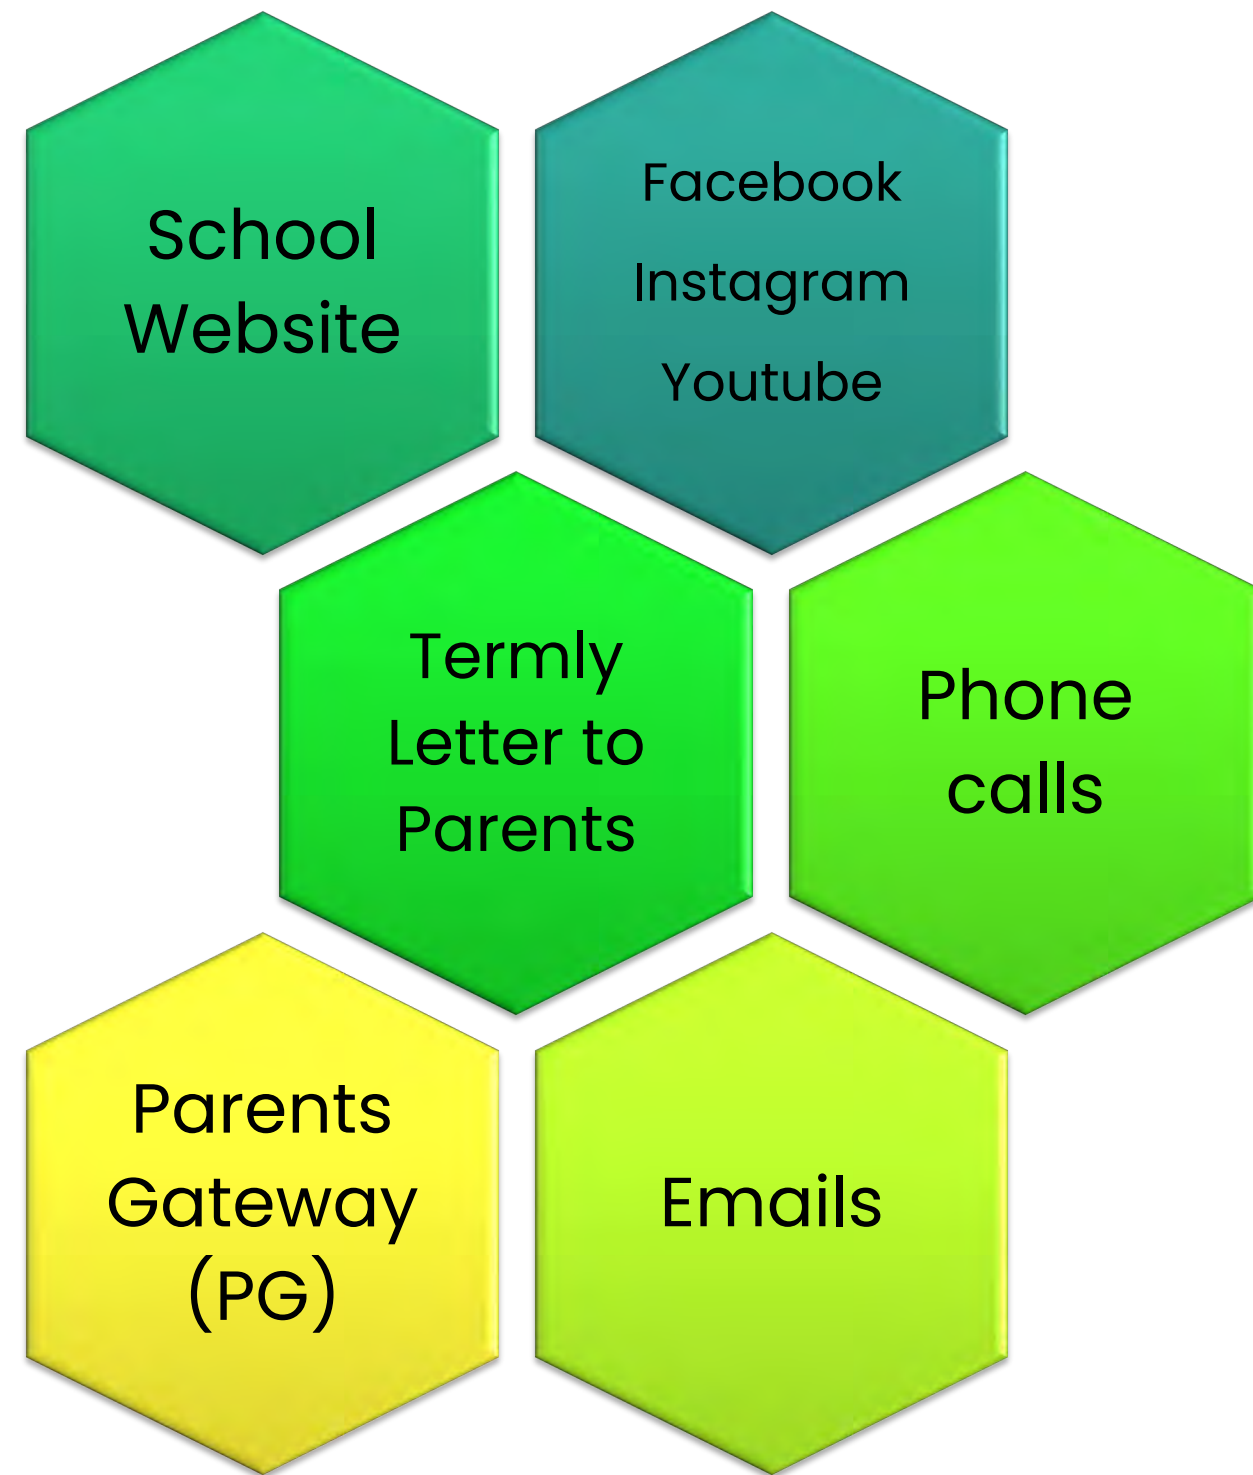 School
Website
Facebook
Instagram
Youtube
Termly
Letter to
Parents
Phone
calls
Parents
Gateway
(PG)
Emails